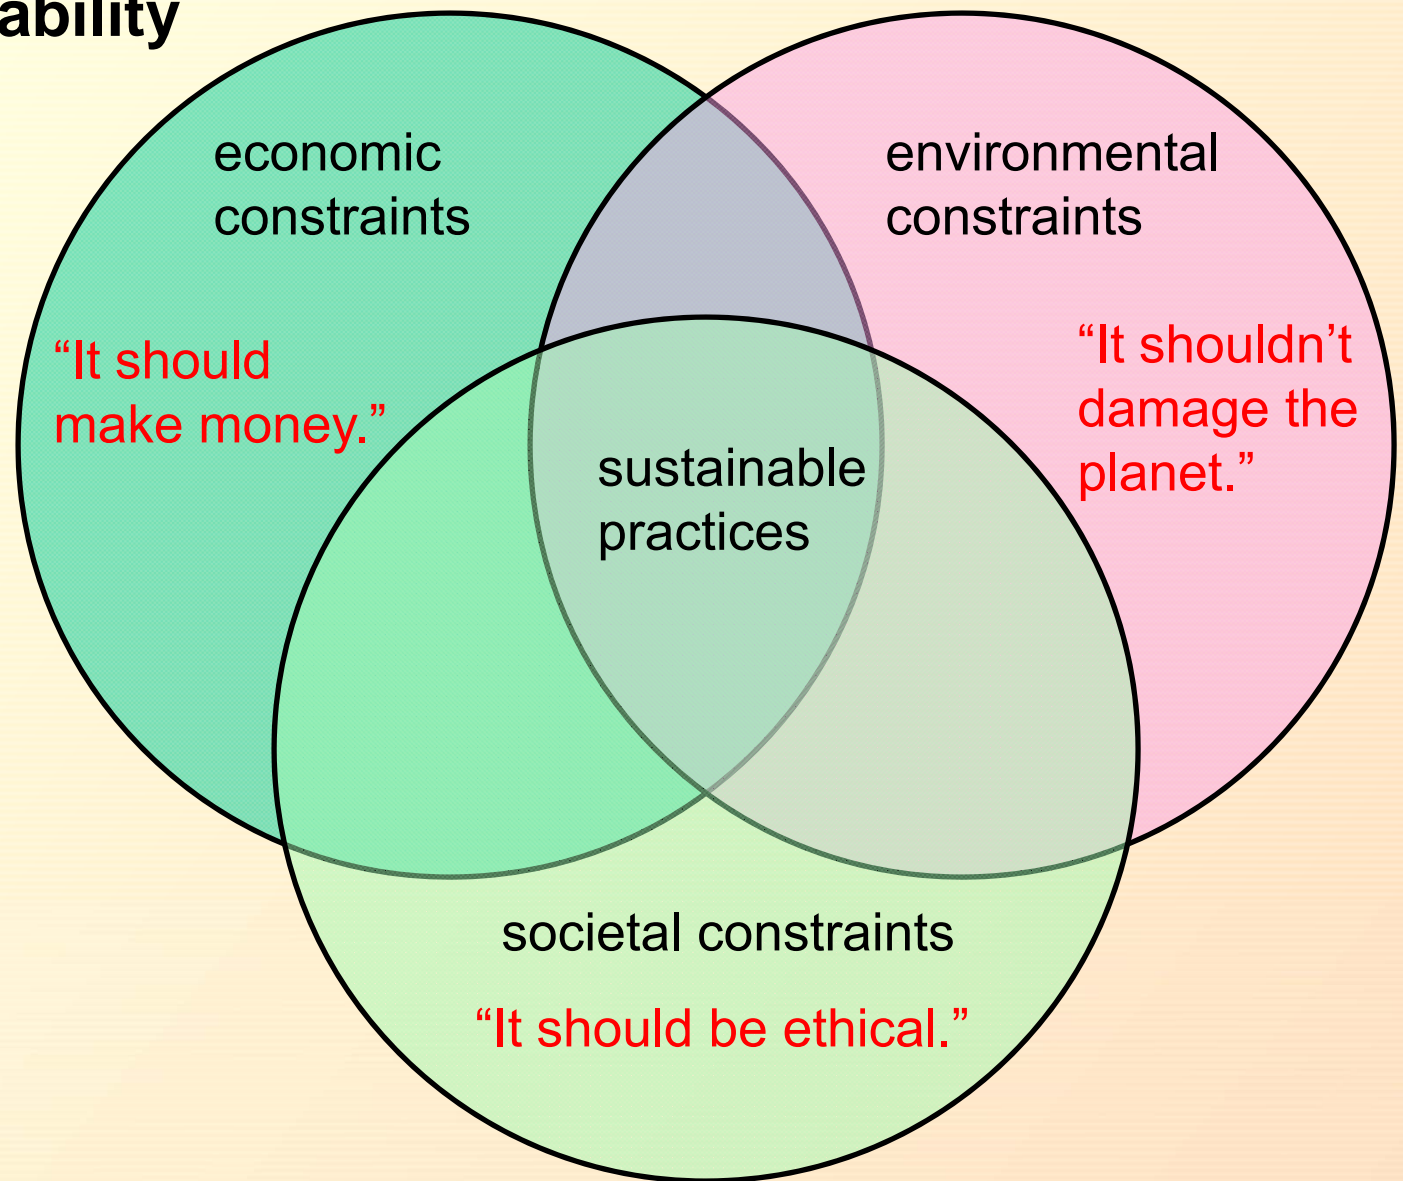 ability
economic
constraints
environmental
constraints
“It should
make money.”
“It shouldn’t
damage the
planet.”
sustainable
practices
societal constraints
“It should be ethical.”